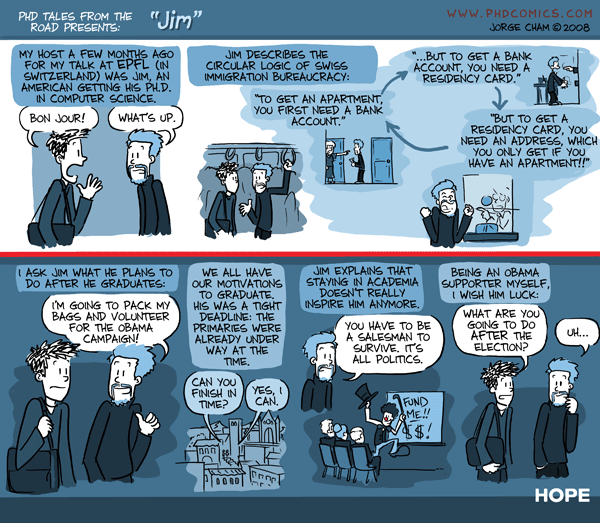 PHD TALES FROM THE
ROAD PRESENTS:
"Jim"
WWW.PHDCOMICS.COM
JORGE CHAM © 2008
MY HOST A FEW MONTHS AGO
FOR MY TALK AT EPFL (IN
SWITZERLAND) WAS JIM, AN
AMERICAN GETTING HIS PH.D.
IN COMPUTER SCIENCE.
BON JOUR!
WHAT'S UP.
JIM DESCRIBES THE
CIRCULAR LOGIC OF SWISS
IMMIGRATION BUREAUCRACY:
"TO GET AN APARTMENT,
YOU FIRST NEED A BANK
ACCOUNT."
"...BUT TO GET A BANK
ACCOUNT, YOU NEED A
RESIDENCY CARD."
"BUT TO GET A
RESIDENCY CARD, YOU
NEED AN ADDRESS, WHICH
YOU ONLY GET IF YOU
HAVE AN APARTMENT!!"
I ASK JIM WHAT HE PLANS TO
DO AFTER HE GRADUATES:
I'M GOING TO PACK MY
BAGS AND VOLUNTEER
FOR THE OBAMA
CAMPAIGN!
WE ALL HAVE
OUR MOTIVATIONS
TO GRADUATE.
HIS WAS A TIGHT
DEADLINE: THE
PRIMARIES WERE
ALREADY UNDER
WAY AT THE
TIME.
CAN YOU
FINISH IN
TIME?
YES, I
CAN.
JIM EXPLAINS THAT
STAYING IN ACADEMIA
DOESN'T REALLY
INSPIRE HIM ANYMORE.
YOU HAVE TO BE
A SALESMAN TO
SURVIVE. IT'S
ALL POLITICS.
FUND
ME!!
$ $!
BEING AN OBAMA
SUPPORTER MYSELF,
I WISH HIM LUCK:
WHAT ARE YOU
GOING TO DO
AFTER THE
ELECTION?
UH...
HOPE